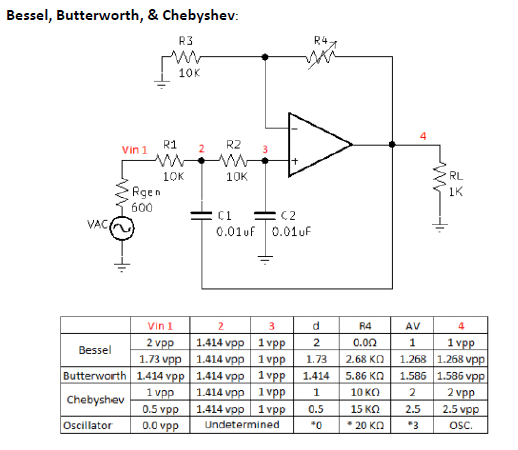 Bessel, Butterworth, & Chebyshev:
R3
R4
10K
4
Vin 1
R1
2
R2
3
-
+
10K
10K
RL
1K
Rgen
600
VAC
C1
C2
0.01uF
0.01uF
Vin 1 2 3 d R4 AV 4
Bessel
2 vpp 1.414 vpp 1 vpp 2 0.0Ω 1 1 vpp
1.73 vpp 1.414 vpp 1 vpp 1.73 2.68 KΩ 1.268 1.268 vpp
Butterworth 1.414 vpp 1.414 vpp 1 vpp 1.414 5.86 KΩ 1.586 1.586 vpp
Chebyshev
1 vpp 1.414 vpp 1 vpp 1 10 KΩ 2 2 vpp
0.5 vpp 1.414 vpp 1 vpp 0.5 15 KΩ 2.5 2.5 vpp
Oscillator 0.0 vpp Undetermined *0 * 20 KΩ *3 OSC.